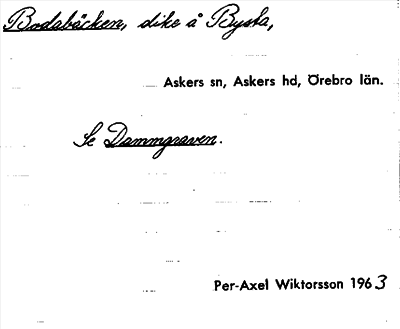 Bodabäcken, dike å Bysta,
Askers sn, Askers hd, Örebro län.
Se Dammgraven.
Per-Axel Wiktorsson 1963